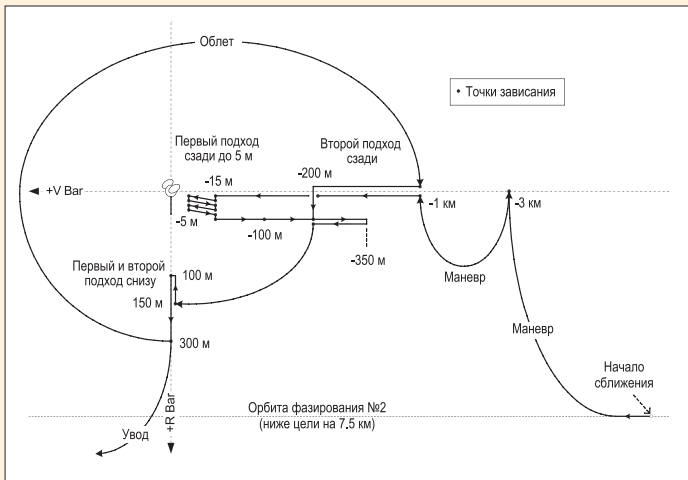 Облет
• Точки зависания
Первый подход
сзади до 5 м
Второй подход
сзади
-200 м
-15 м
+V Bar
-5 м
-100 м
-1 км
-3 км
-350 м
Первый и второй
подход снизу
100 м
150 м
Маневр
Маневр
300 м
Начало
сближения
+R Bar
Орбита фазирования №2
(ниже цели на 7.5 км)
Увод